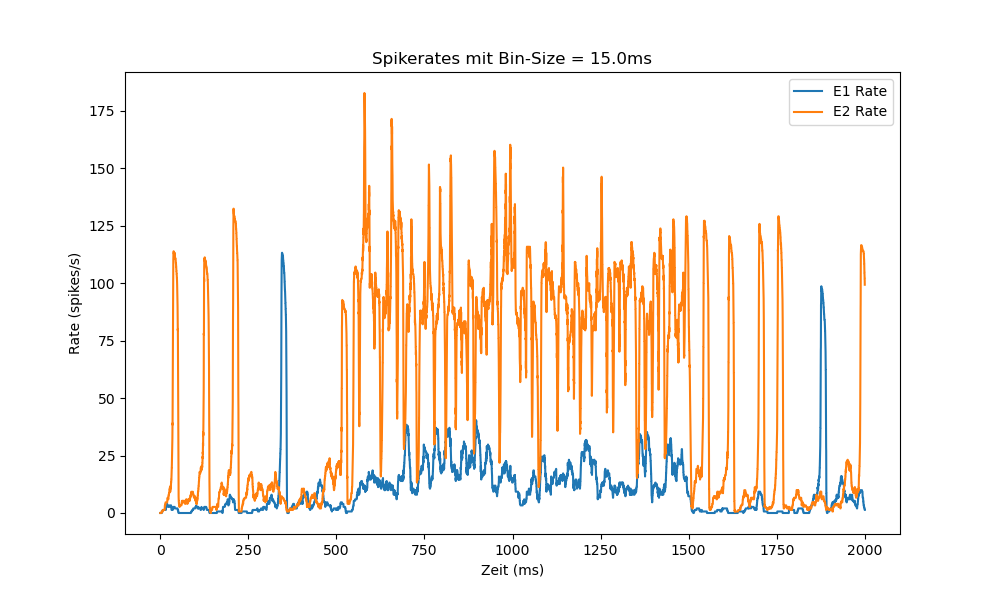 Spikerates mit Bin-Size = 15.0ms
E1 Rate
E2 Rate
175
150
125
100
75
50
25
0
Rate (spikes/s)
0 250 500 750 1000 1250 1500 1750 2000
Zeit (ms)